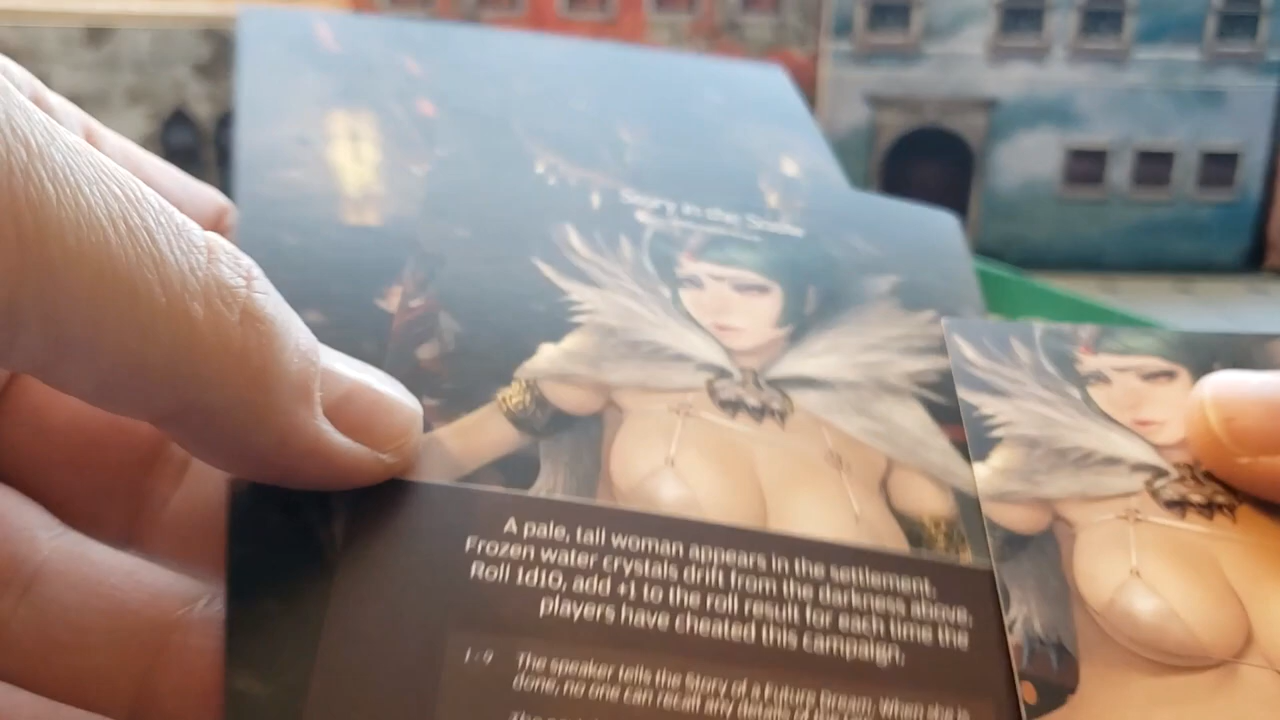 Story in the Snow
A pale, tall woman appears in the settlement.
Frozen water crystals drift from the darkness above.
Roll 1d10, add +1 to the roll result for each time the
players have cheated this campaign.
1 - 9 The speaker tells the Story of a Future Dream. When she is
done, no one can recall any details of the